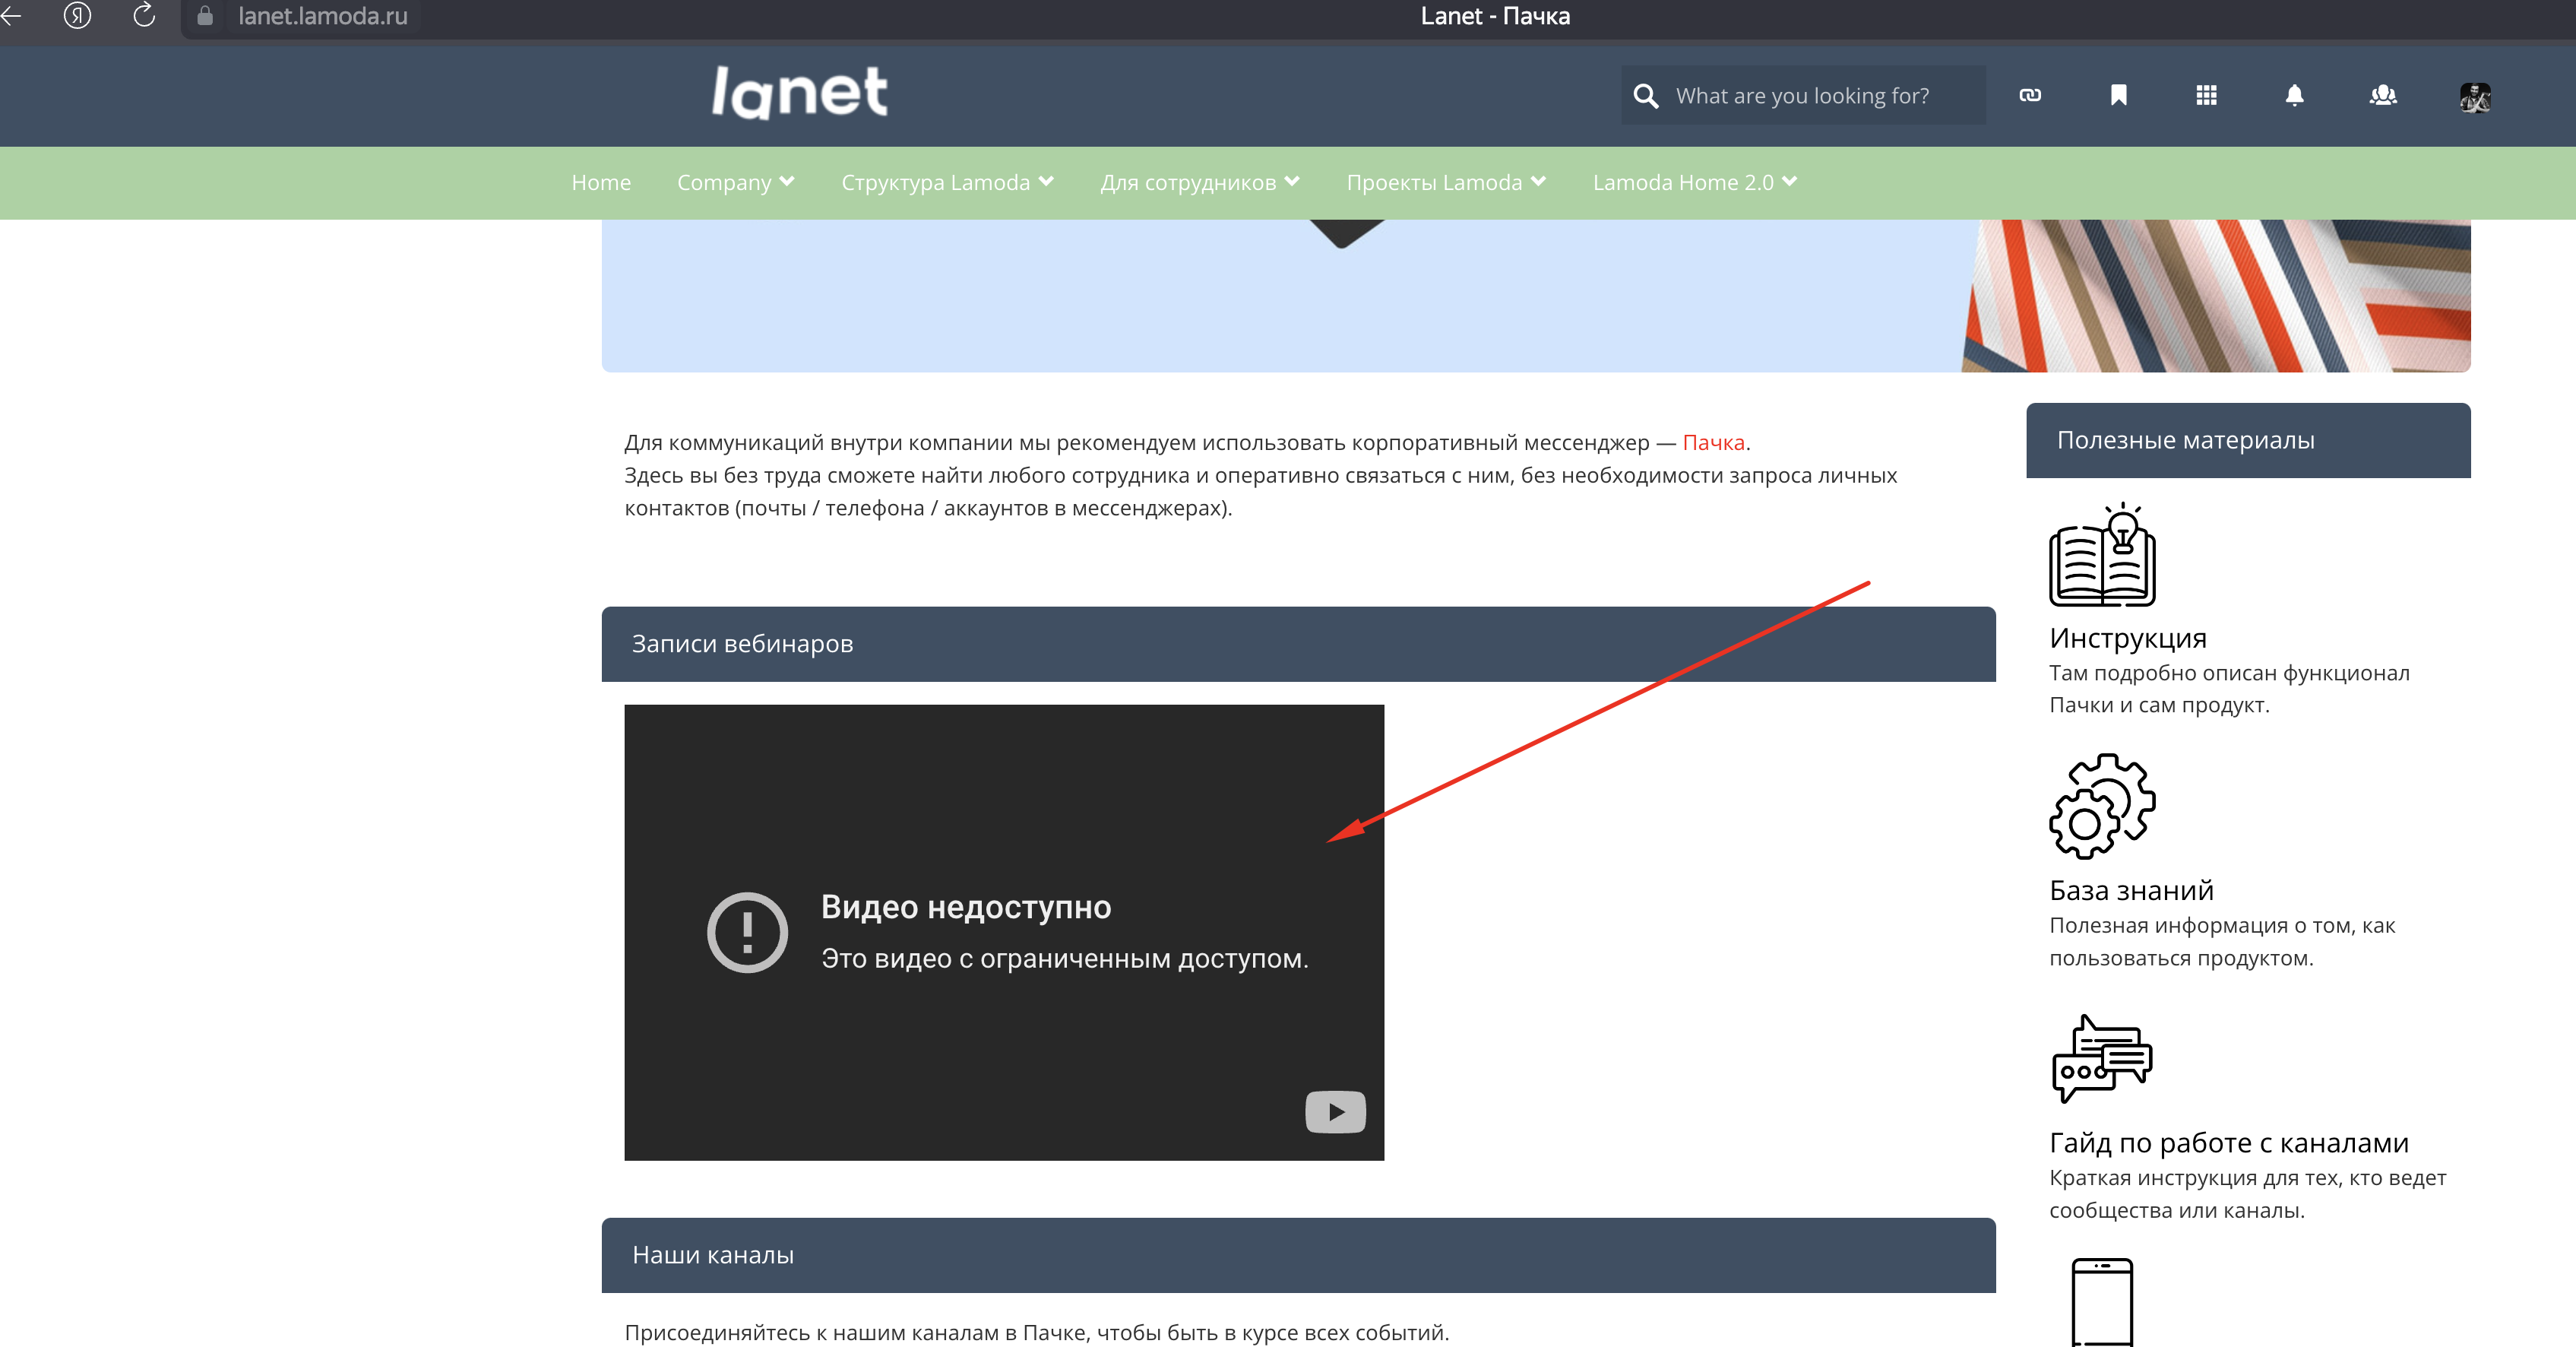 lanet.lamoda.ru
Lanet - Пачка
lanet
What are you looking for?
Home
Company
Структура Lamoda
Для сотрудников
Проекты Lamoda
Lamoda Home 2.0
Для коммуникаций внутри компании мы рекомендуем использовать корпоративный мессенджер — Пачка.
Здесь вы без труда сможете найти любого сотрудника и оперативно связаться с ним, без необходимости запроса личных
контактов (почты / телефона / аккаунтов в мессенджерах).
Записи вебинаров
Видео недоступно
Это видео с ограниченным доступом.
Наши каналы
Присоединяйтесь к нашим каналам в Пачке, чтобы быть в курсе всех событий.
Полезные материалы
Инструкция
Там подробно описан функционал
Пачки и сам продукт.
База знаний
Полезная информация о том, как
пользоваться продуктом.
Гайд по работе с каналами
Краткая инструкция для тех, кто ведет
сообщества или каналы.